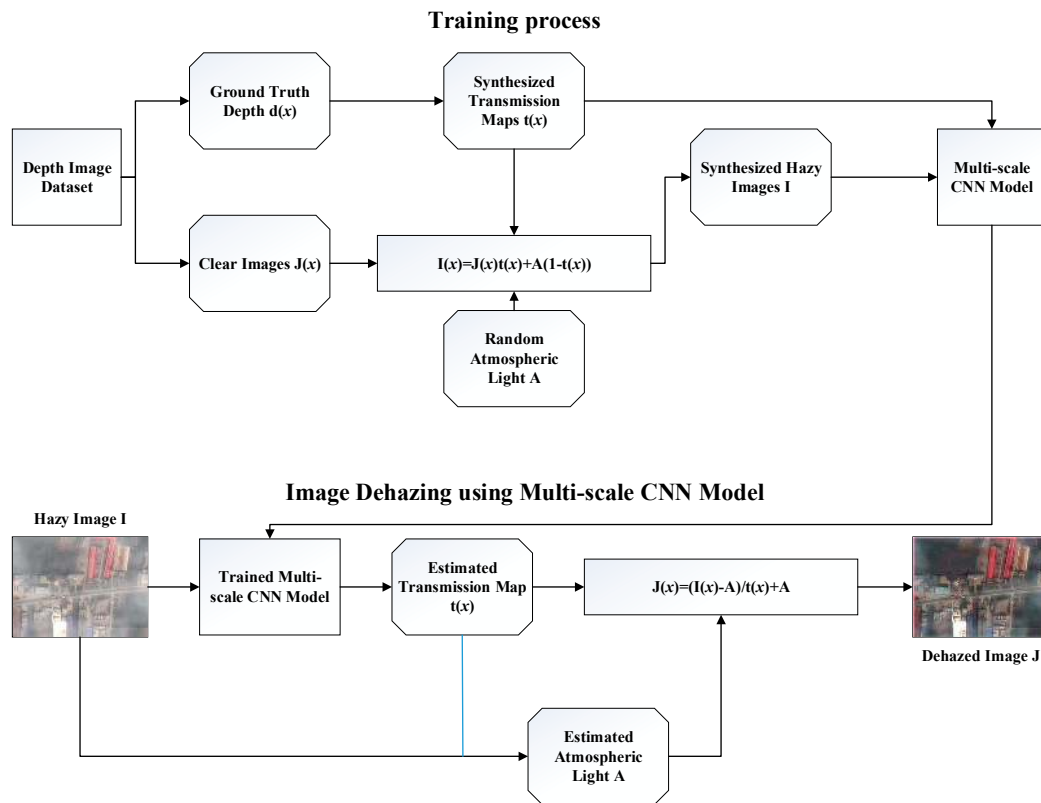 Training process
Ground Truth
Depth d(x)
Synthesized
Transmission
Maps t(x)
Depth Image
Dataset
Synthesized Hazy
Images I
Multi-scale
CNN Model
Clear Images J(x)
I(x)=J(x)t(x)+A(1-t(x))
Random
Atmospheric
Light A
Image Dehazing using Multi-scale CNN Model
Hazy Image I
Trained Multi-
scale CNN Model
Estimated
Transmission Map
t(x)
J(x)=(I(x)-A)/t(x)+A
Dehazed Image J
Estimated
Atmospheric
Light A